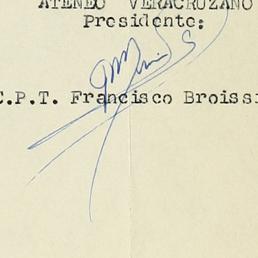 ATENEO VERACRUZANO
Presidente:
C.P.T. Francisco Broissi